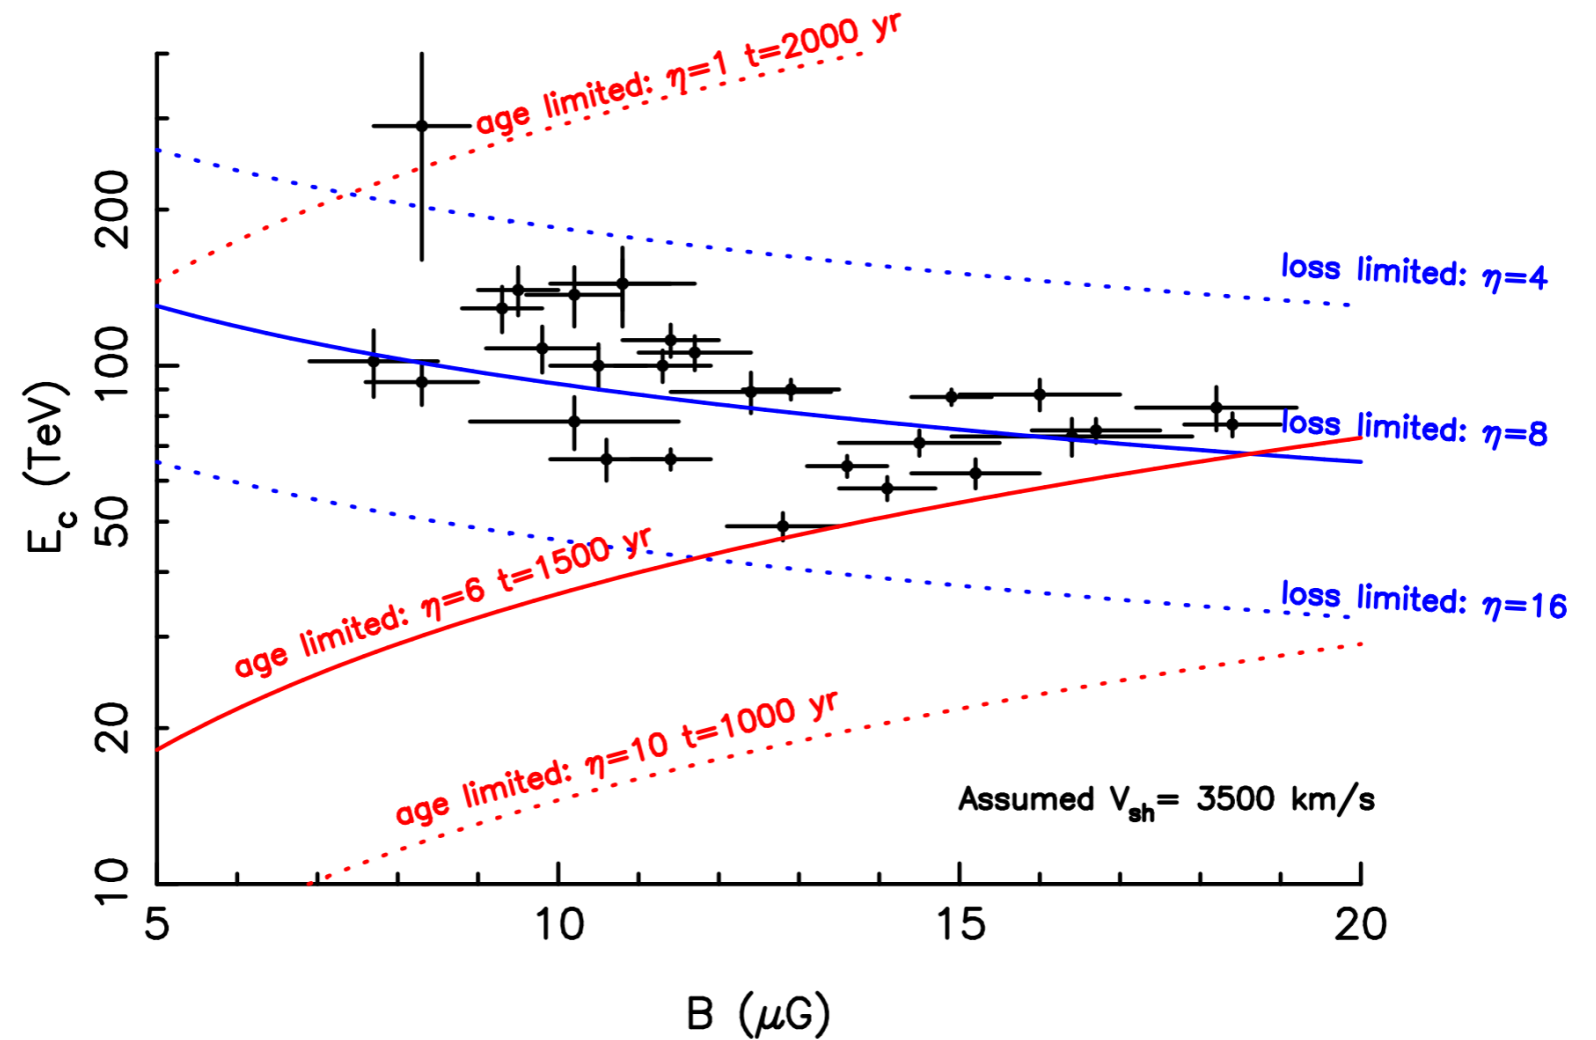 age limited: η=1 t=2000 yr
200
loss limited: η=4
100
E_c (TeV)
loss limited: η=8
50
age limited: η=6 t=1500 yr
loss limited: η=16
20
age limited: η=10 t=1000 yr
Assumed V_sh= 3500 km/s
10
5 10 15 20
B (μG)